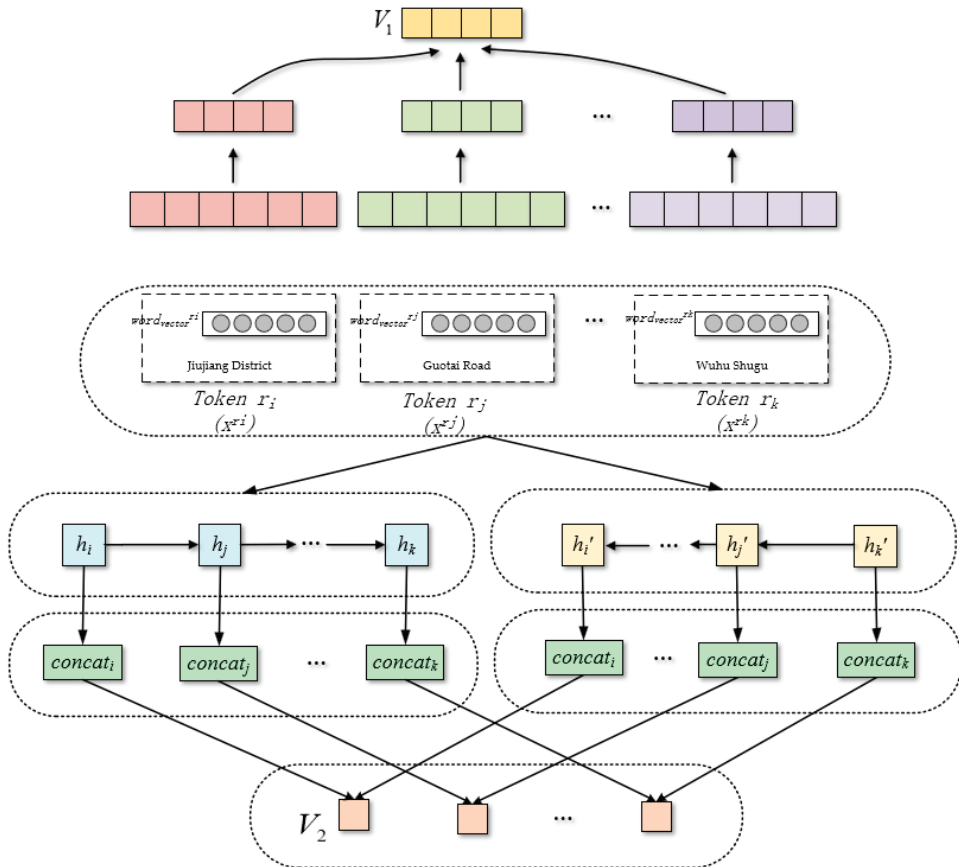 V₁
...
...
word_vector^ri
word_vector^rj
...
word_vector^rk
Jiujiang District
Guotai Road
Wuhu Shugu
Token r_i
Token r_j
Token r_k
(x^ri)
(x^rj)
(x^rk)
h_i
h_j
...
h_k
h_i'
...
h_j'
h_k'
concat_i
concat_j
...
concat_k
concat_i
...
concat_j
concat_k
V₂
...